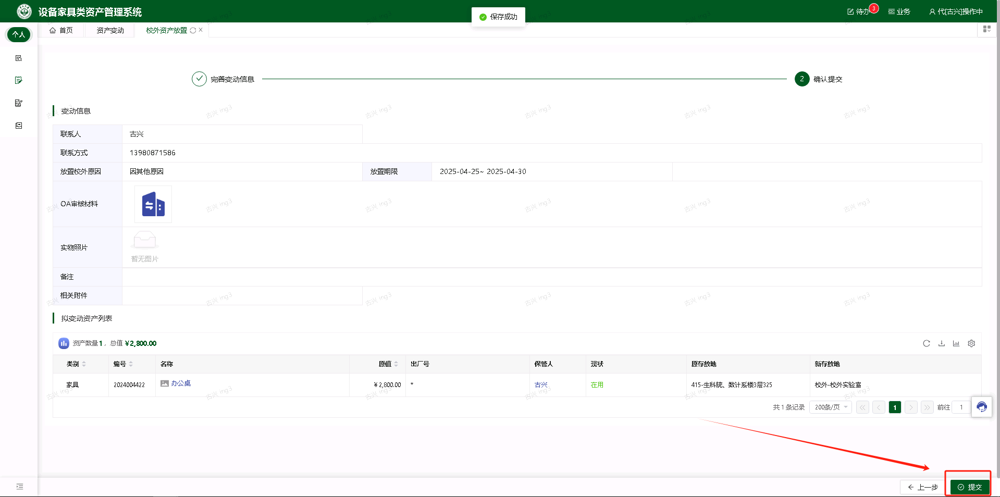 设备家具类资产管理系统
保存成功
待办 3
业务
代[古兴]操作中
个人
首页
资产变动
校外资产放置
完善变动信息
2 确认提交
变动信息
联系人 古兴
联系方式 13980871586
放置校外原因 因其他原因 放置期限 2025-04-25~ 2025-04-30
OA审核材料
实物照片
暂无图片
备注
相关附件
拟变动资产列表
资产数量1，总值 ¥2,800.00
类别 编号 名称 原值 出厂号 保管人 现状 原存放地 新存放地
家具 2024004422 办公桌 ¥2,800.00 * 古兴 在用 415-生科院、数计系楼3层325 校外-校外实验室
共 1 条记录 200条/页 1 前往 1
上一步 提交
古兴 ing3